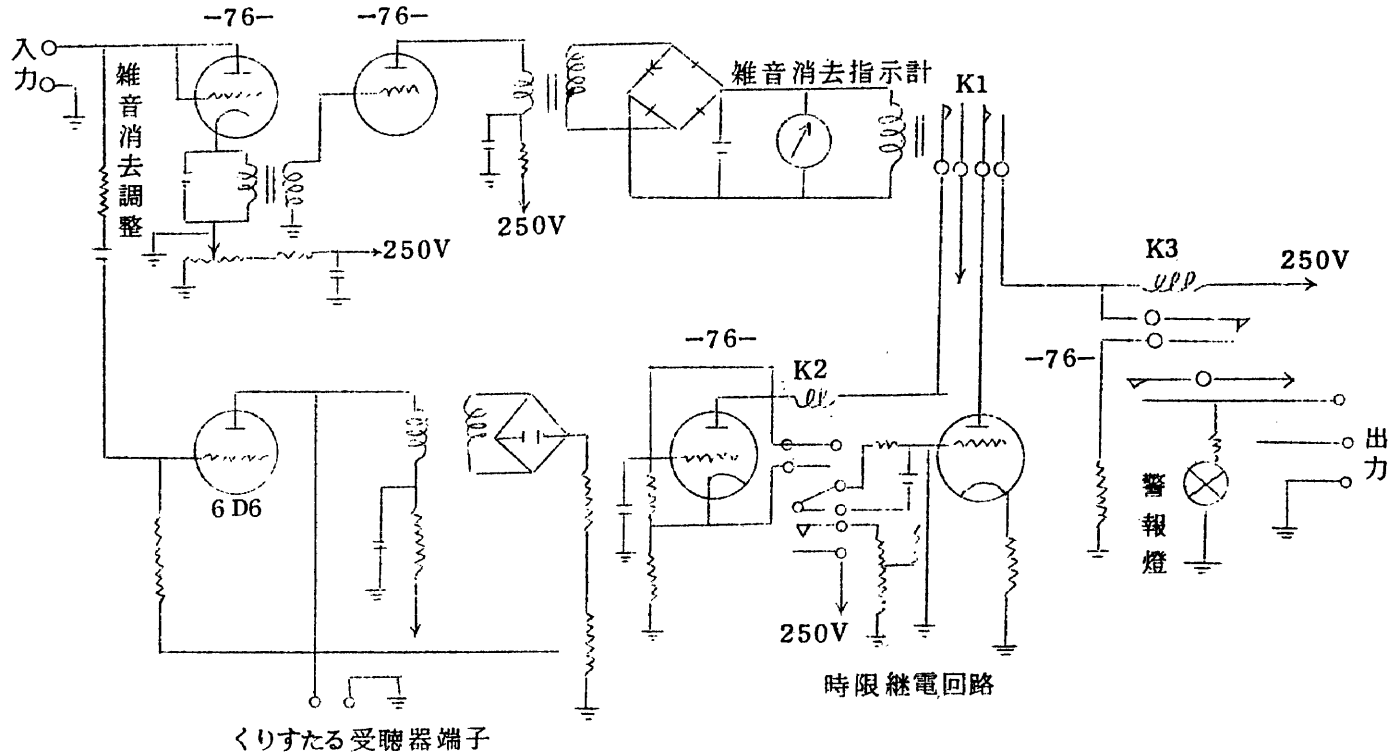 -76-
-76-
入力
雑音消去調整
雑音消去指示計
K1
250V
250V
K3
250V
-76-
K2
-76-
6D6
出力
警報燈
250V
時限継電回路
くりすたる受聴器端子